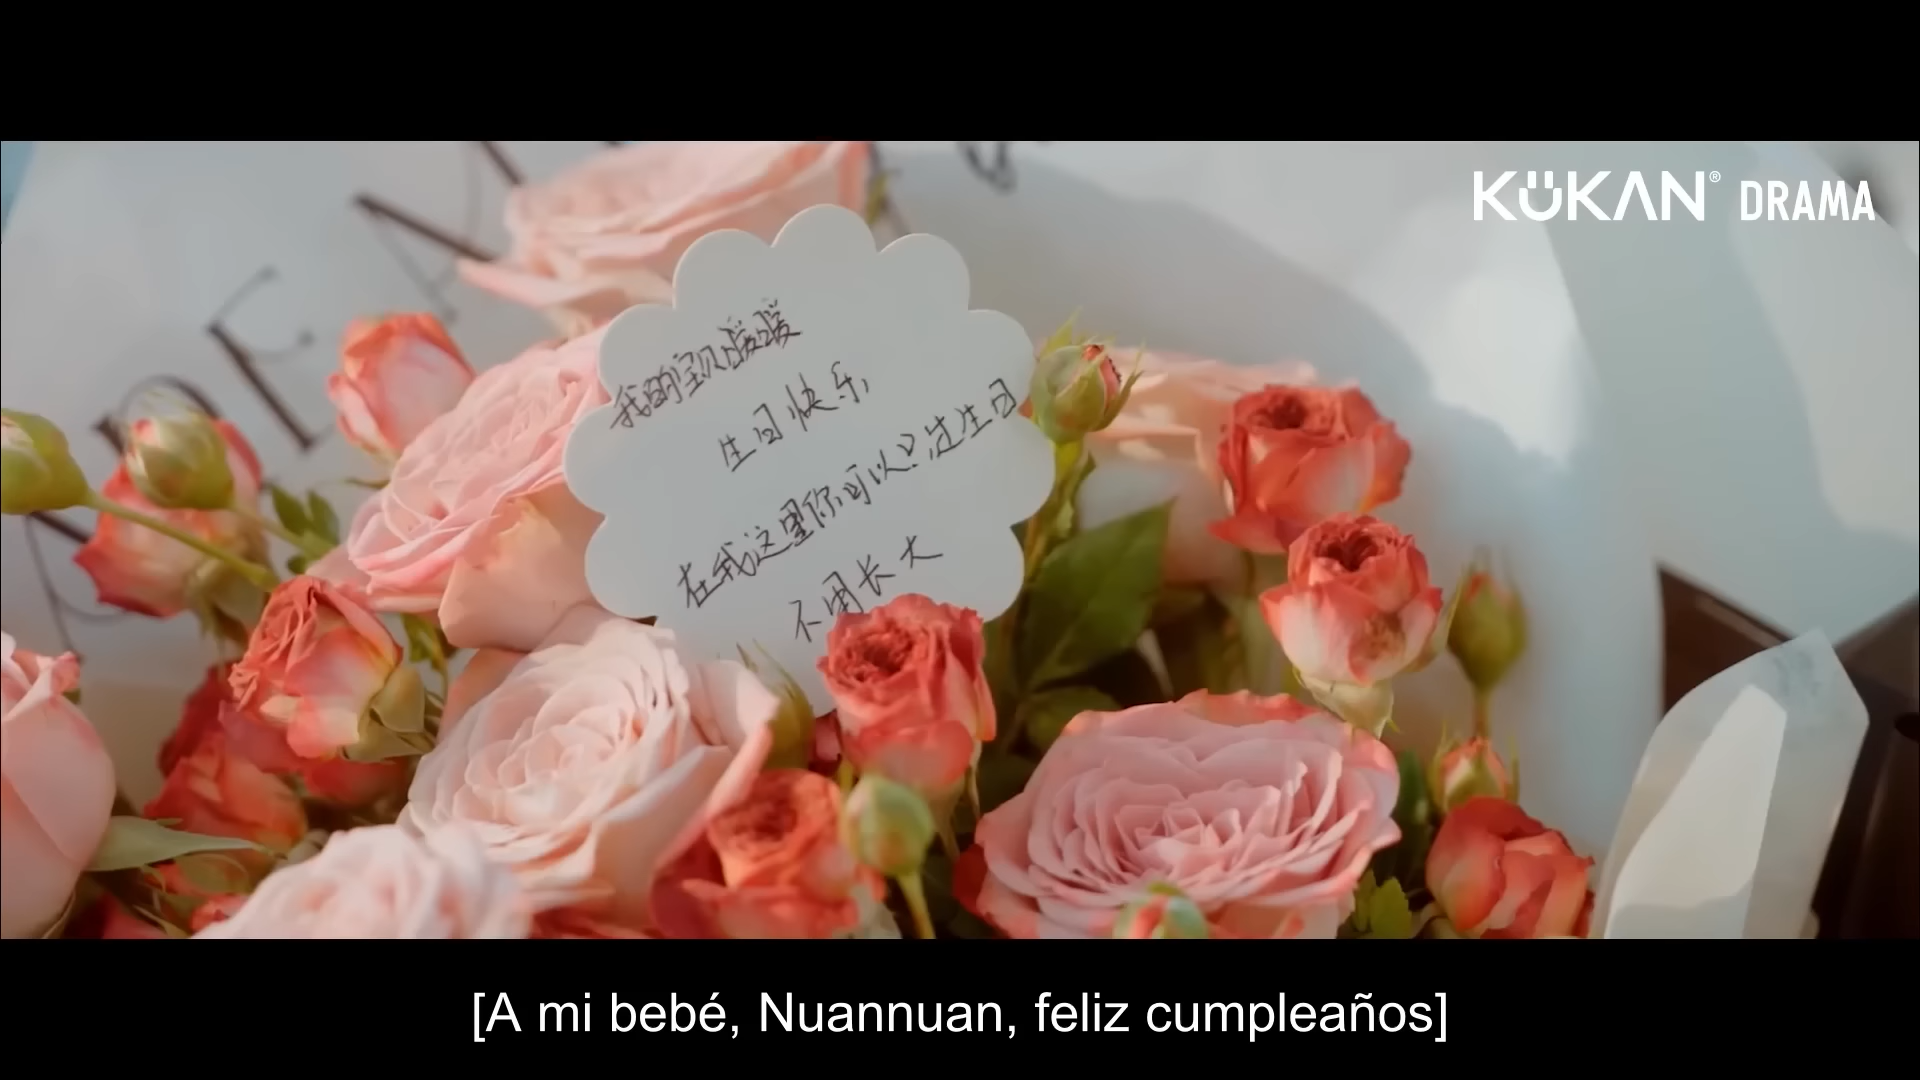 KÜKAN® DRAMA
我的宝贝暖暖
生日快乐
在我这里你可以只过生日
不用长大
[A mi bebé, Nuannuan, feliz cumpleaños]